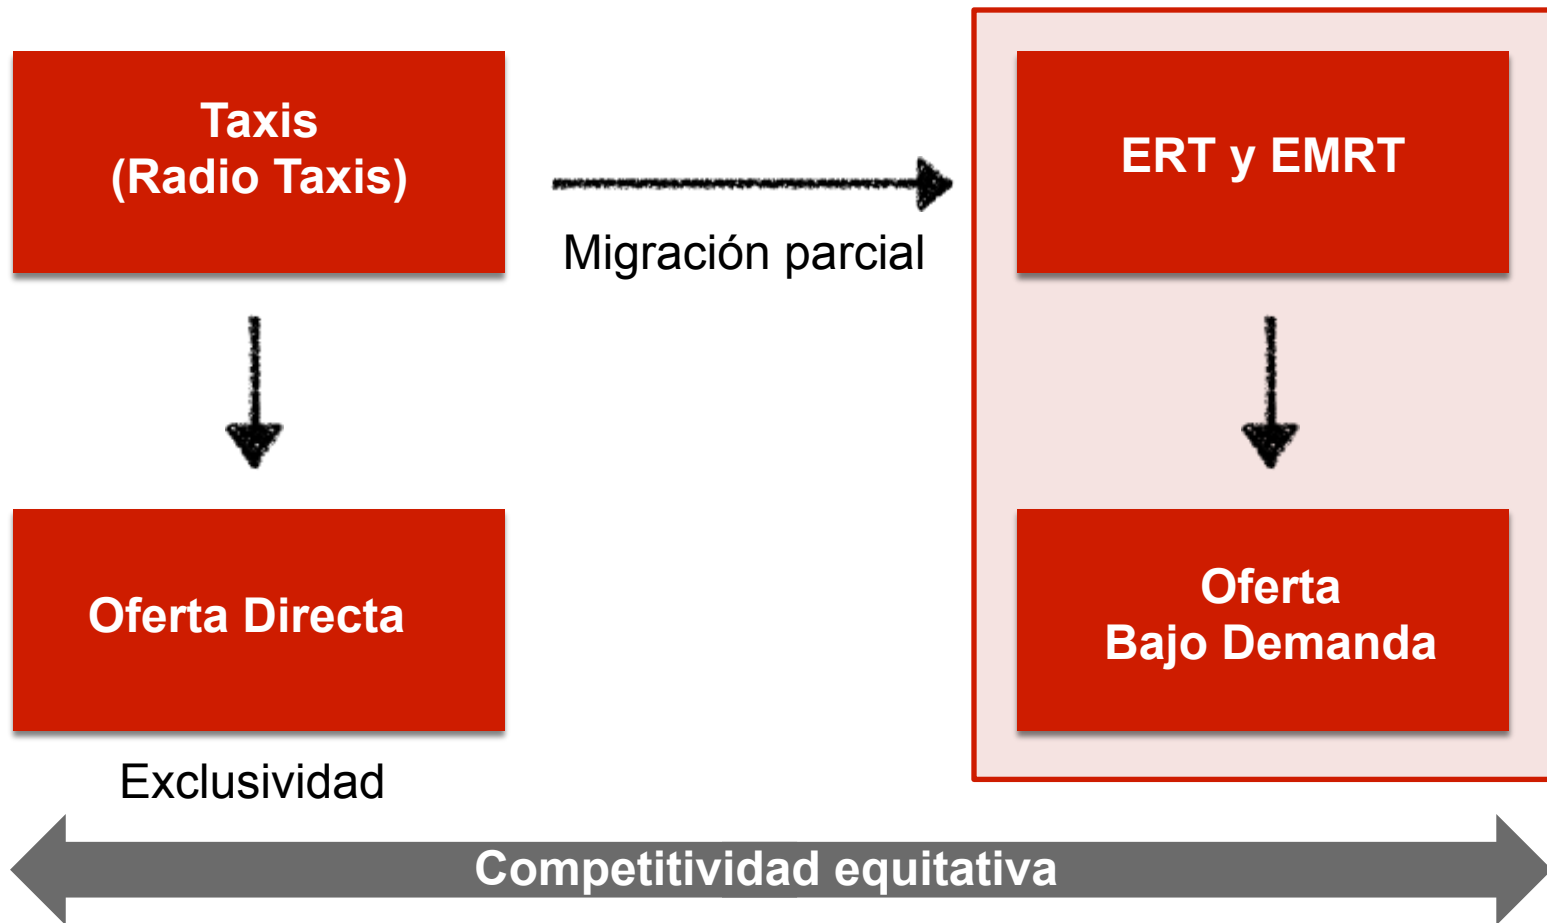 Taxis
(Radio Taxis)
Migración parcial
ERT y EMRT
Oferta Directa
Oferta
Bajo Demanda
Exclusividad
Competitividad equitativa